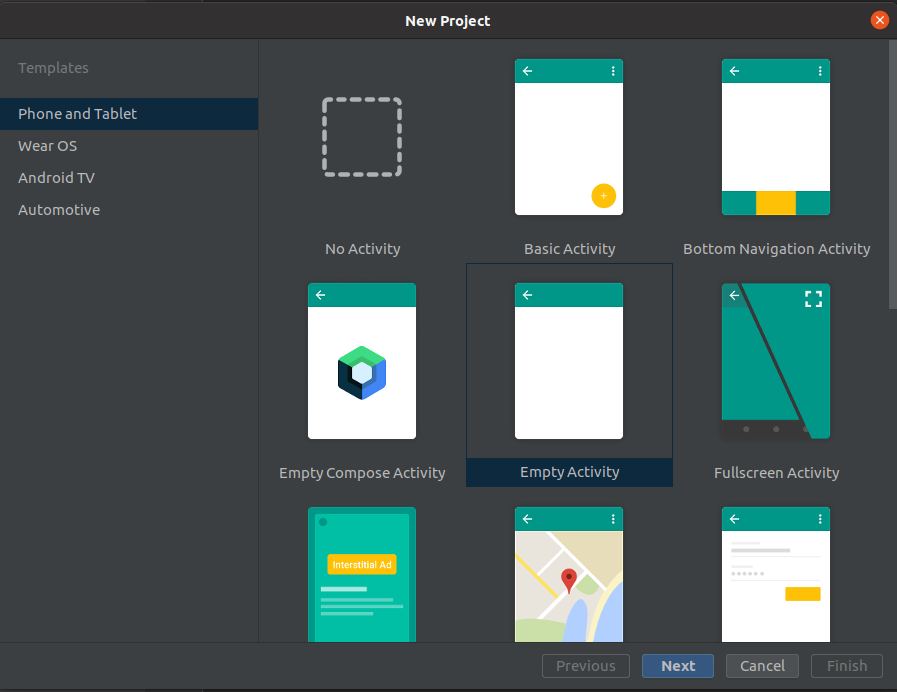 New Project
Templates
Phone and Tablet
Wear OS
Android TV
Automotive
No Activity
Basic Activity
Bottom Navigation Activity
Empty Compose Activity
Empty Activity
Fullscreen Activity
Interstitial Ad
Previous
Next
Cancel
Finish